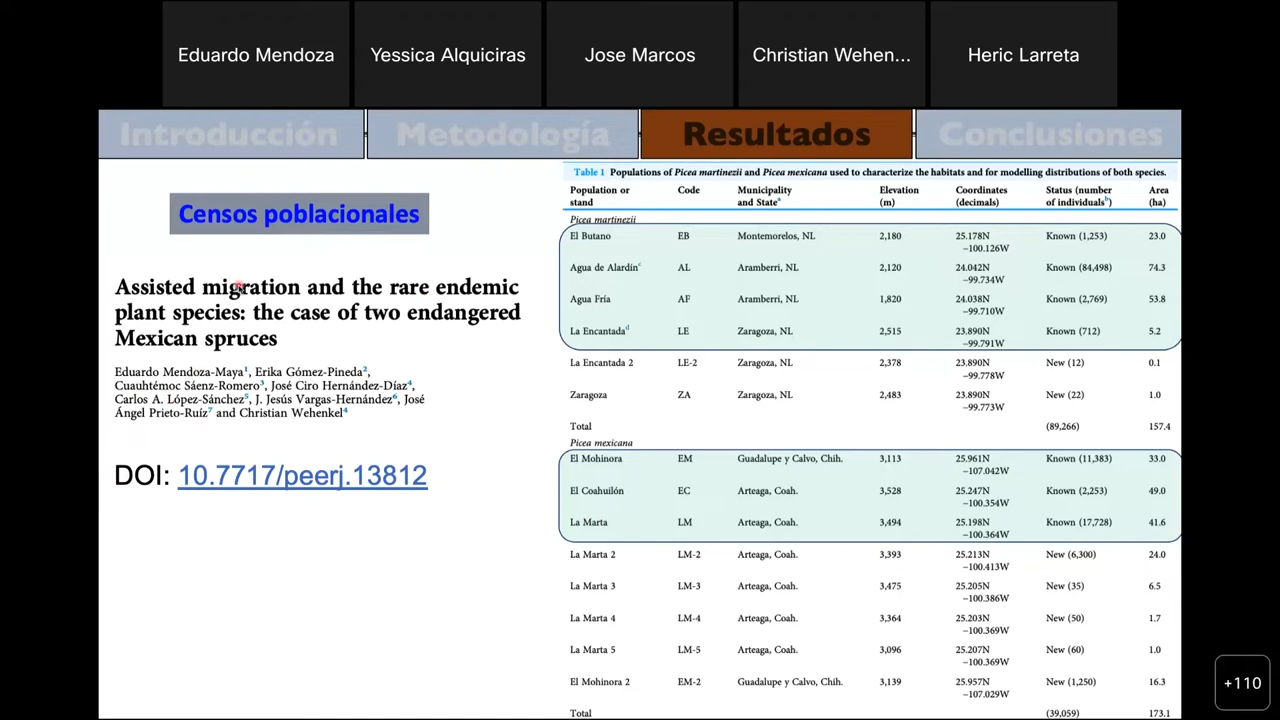 Eduardo Mendoza
Yessica Alquiciras
Jose Marcos
Christian Wehen...
Heric Larreta
Introducción
Metodología
Resultados
Conclusiones
Censos poblacionales
Assisted migration and the rare endemic
plant species: the case of two endangered
Mexican spruces
Eduardo Mendoza-Maya1, Erika Gómez-Pineda2,
Cuauhtémoc Sáenz-Romero3, José Ciro Hernández-Díaz4,
Carlos A. López-Sánchez5, J. Jesús Vargas-Hernández6, José
Ángel Prieto-Ruíz7 and Christian Wehenkel4
DOI: 10.7717/peerj.13812
Table 1 Populations of Picea martinezii and Picea mexicana used to characterize the habitats and for modelling distributions of both species.
Population or stand Code Municipality and Statea Elevation (m) Coordinates (decimals) Status (number of individualsb) Area (ha)
Picea martinezii
El Butano EB Montemorelos, NL 2,180 25.178N −100.126W Known (1,253) 23.0
Agua de Alardínc AL Aramberri, NL 2,120 24.042N −99.734W Known (84,498) 74.3
Agua Fría AF Aramberri, NL 1,820 24.038N −99.710W Known (2,769) 53.8
La Encantadad LE Zaragoza, NL 2,515 23.890N −99.791W Known (712) 5.2
La Encantada 2 LE-2 Zaragoza, NL 2,378 23.890N −99.778W New (12) 0.1
Zaragoza ZA Zaragoza, NL 2,483 23.890N −99.773W New (22) 1.0
Total (89,266) 157.4
Picea mexicana
El Mohinora EM Guadalupe y Calvo, Chih. 3,113 25.961N −107.042W Known (11,383) 33.0
El Coahuilón EC Arteaga, Coah. 3,528 25.247N −100.354W Known (2,253) 49.0
La Marta LM Arteaga, Coah. 3,494 25.198N −100.364W Known (17,728) 41.6
La Marta 2 LM-2 Arteaga, Coah. 3,393 25.213N −100.413W New (6,300) 24.0
La Marta 3 LM-3 Arteaga, Coah. 3,475 25.205N −100.386W New (35) 6.5
La Marta 4 LM-4 Arteaga, Coah. 3,364 25.203N −100.369W New (50) 1.7
La Marta 5 LM-5 Arteaga, Coah. 3,096 25.207N −100.369W New (60) 1.0
El Mohinora 2 EM-2 Guadalupe y Calvo, Chih. 3,139 25.957N −107.029W New (1,250) 16.3
Total (39,059) 173.1
+110